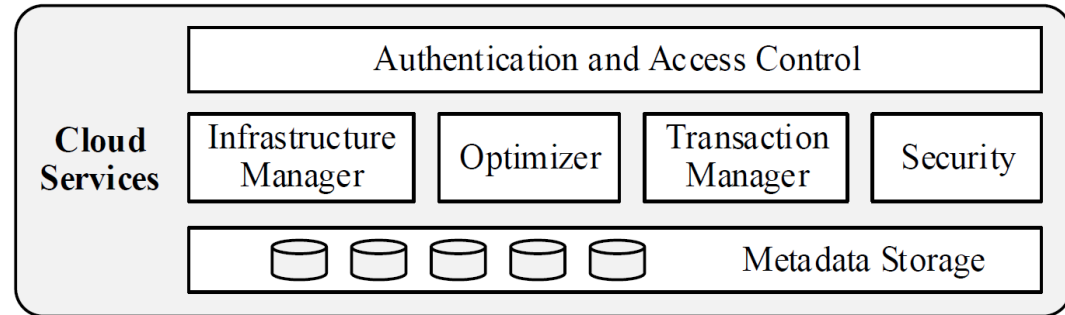 Authentication and Access Control
Cloud
Services
Infrastructure
Manager
Optimizer
Transaction
Manager
Security
Metadata Storage